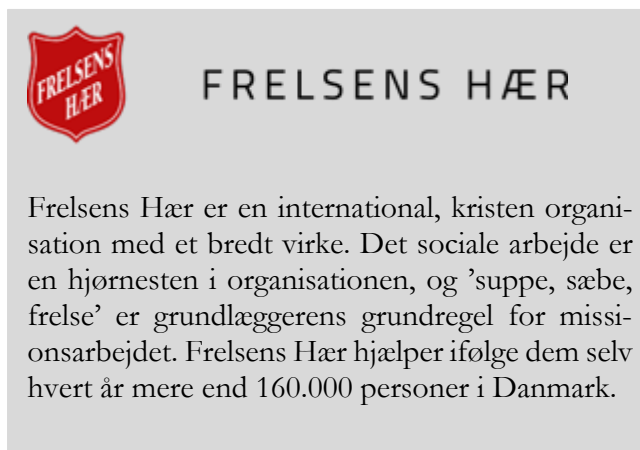 FRELSENS
HÆR
FRELSENS HÆR
Frelsens Hær er en international, kristen organi-
sation med et bredt virke. Det sociale arbejde er
en hjørnesten i organisationen, og ’suppe, sæbe,
frelse’ er grundlæggerens grundregel for missi-
onsarbejdet. Frelsens Hær hjælper ifølge dem selv
hvert år mere end 160.000 personer i Danmark.